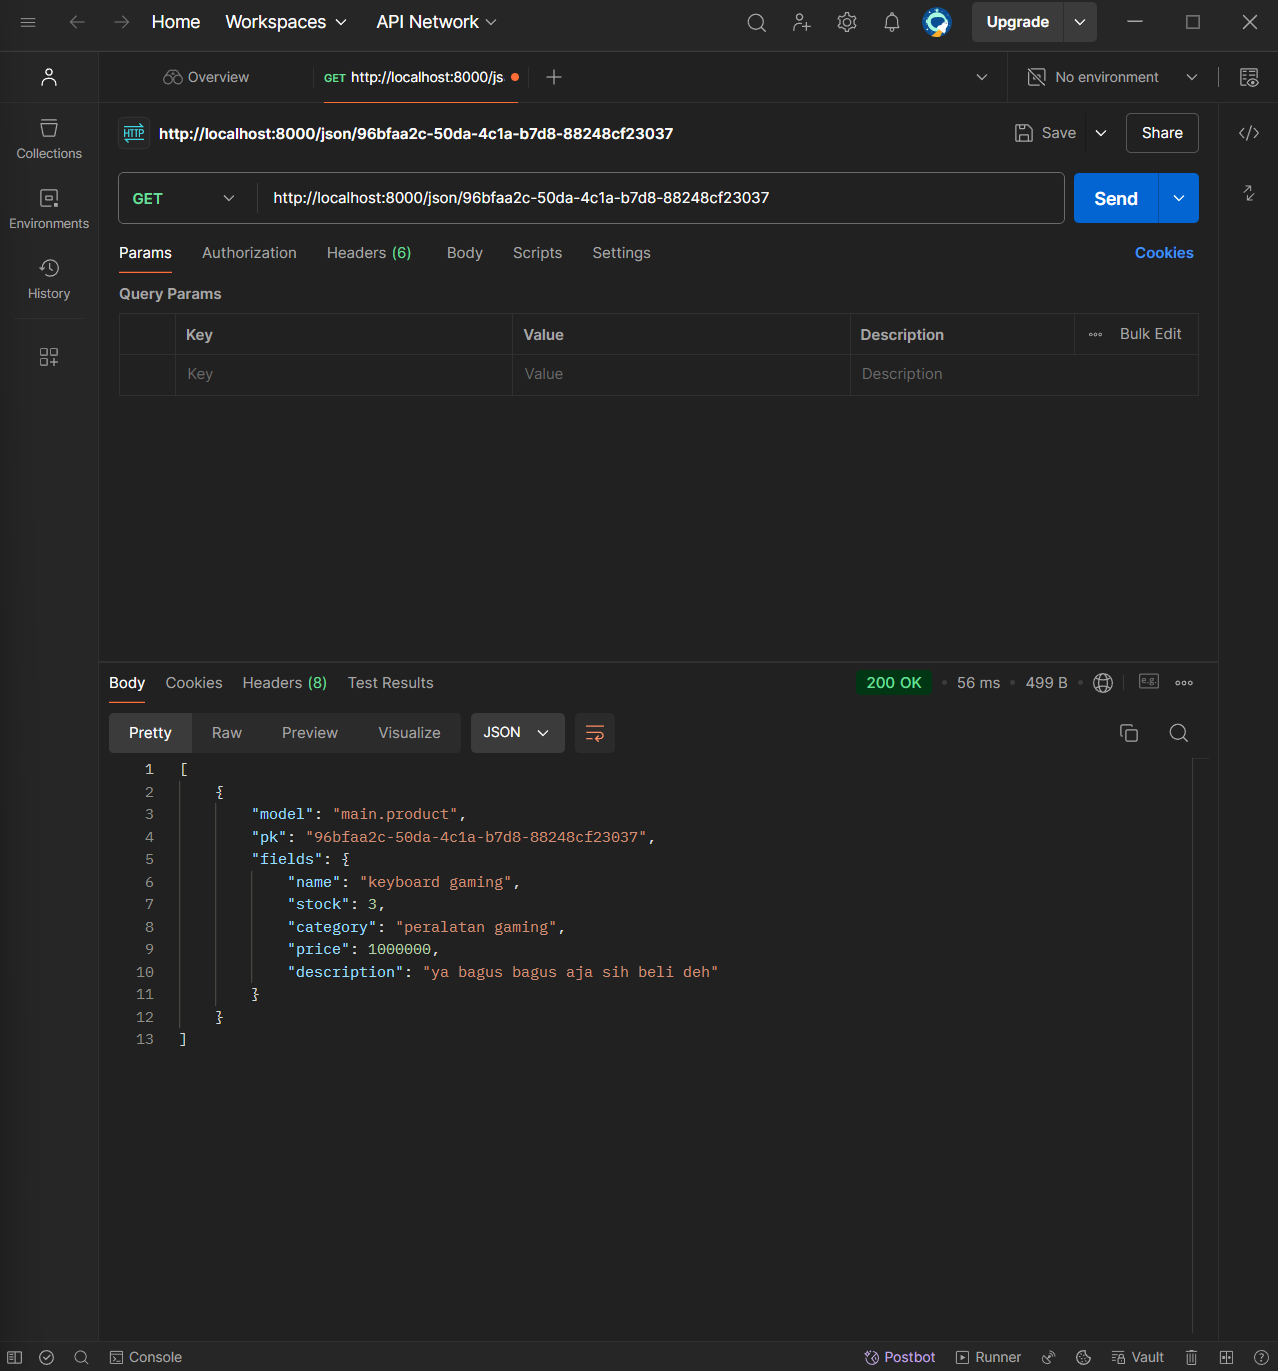 Home Workspaces API Network Upgrade
Overview GET http://localhost:8000/js No environment
HTTP http://localhost:8000/json/96bfaa2c-50da-4c1a-b7d8-88248cf23037 Save Share
Collections
Environments
History
GET http://localhost:8000/json/96bfaa2c-50da-4c1a-b7d8-88248cf23037 Send
Params Authorization Headers (6) Body Scripts Settings Cookies
Query Params
Key Value Description Bulk Edit
Key Value Description
Body Cookies Headers (8) Test Results 200 OK 56 ms 499 B e.g.
Pretty Raw Preview Visualize JSON
1 [
2 {
3 "model": "main.product",
4 "pk": "96bfaa2c-50da-4c1a-b7d8-88248cf23037",
5 "fields": {
6 "name": "keyboard gaming",
7 "stock": 3,
8 "category": "peralatan gaming",
9 "price": 1000000,
10 "description": "ya bagus bagus aja sih beli deh"
11 }
12 }
13 ]
Console Postbot Runner Vault